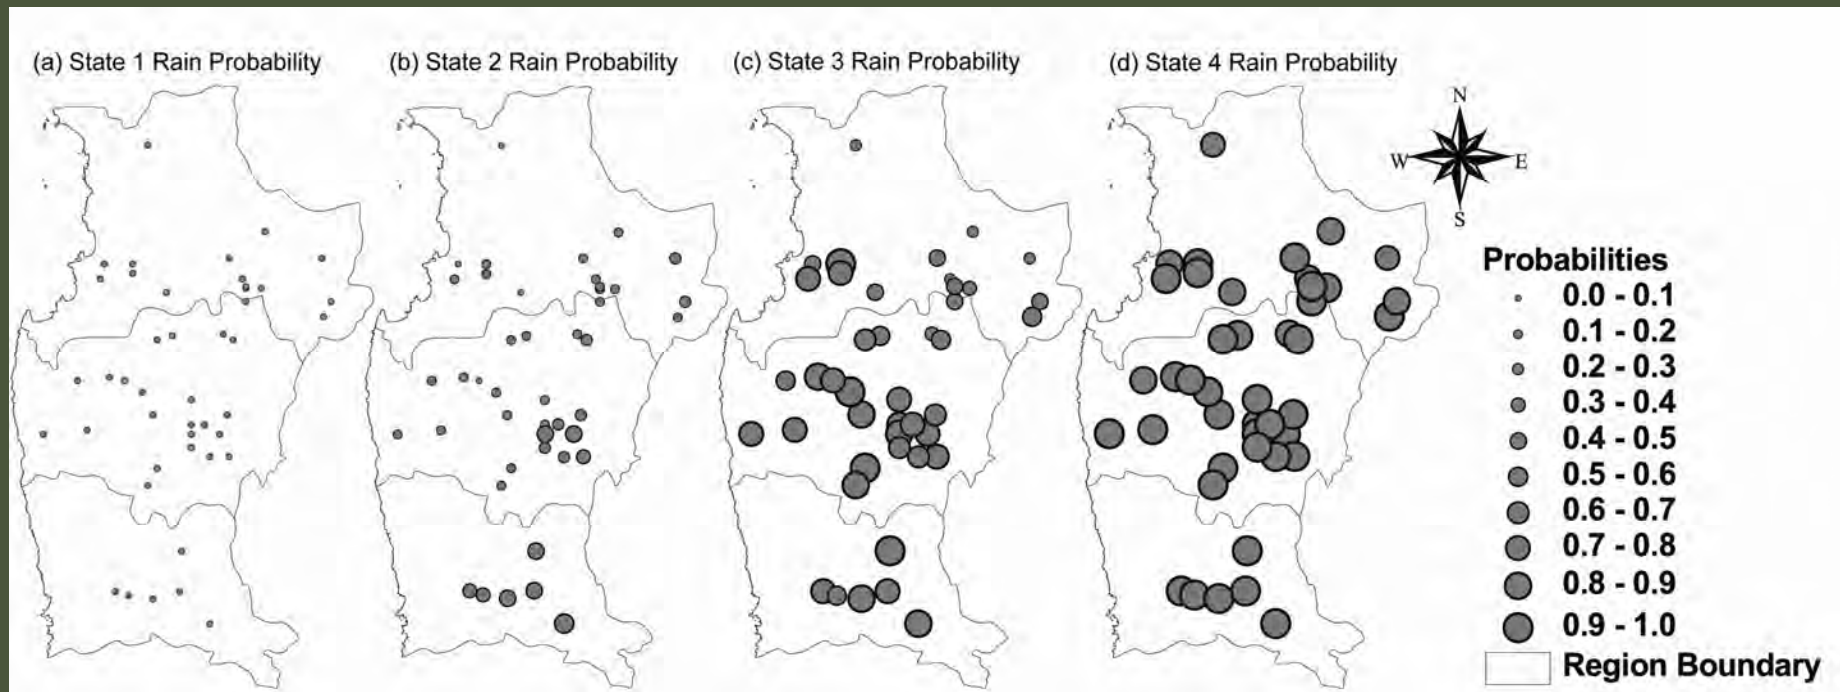 (a) State 1 Rain Probability
(b) State 2 Rain Probability
(c) State 3 Rain Probability
(d) State 4 Rain Probability
N
W
E
S
Probabilities
0.0 - 0.1
0.1 - 0.2
0.2 - 0.3
0.3 - 0.4
0.4 - 0.5
0.5 - 0.6
0.6 - 0.7
0.7 - 0.8
0.8 - 0.9
0.9 - 1.0
Region Boundary